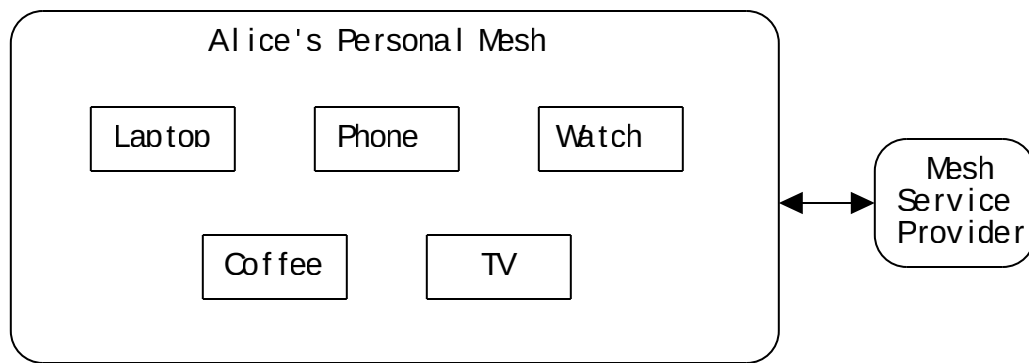 Alice's Personal Mesh
Laptop Phone Watch
Mesh
Service
Provider
Coffee TV